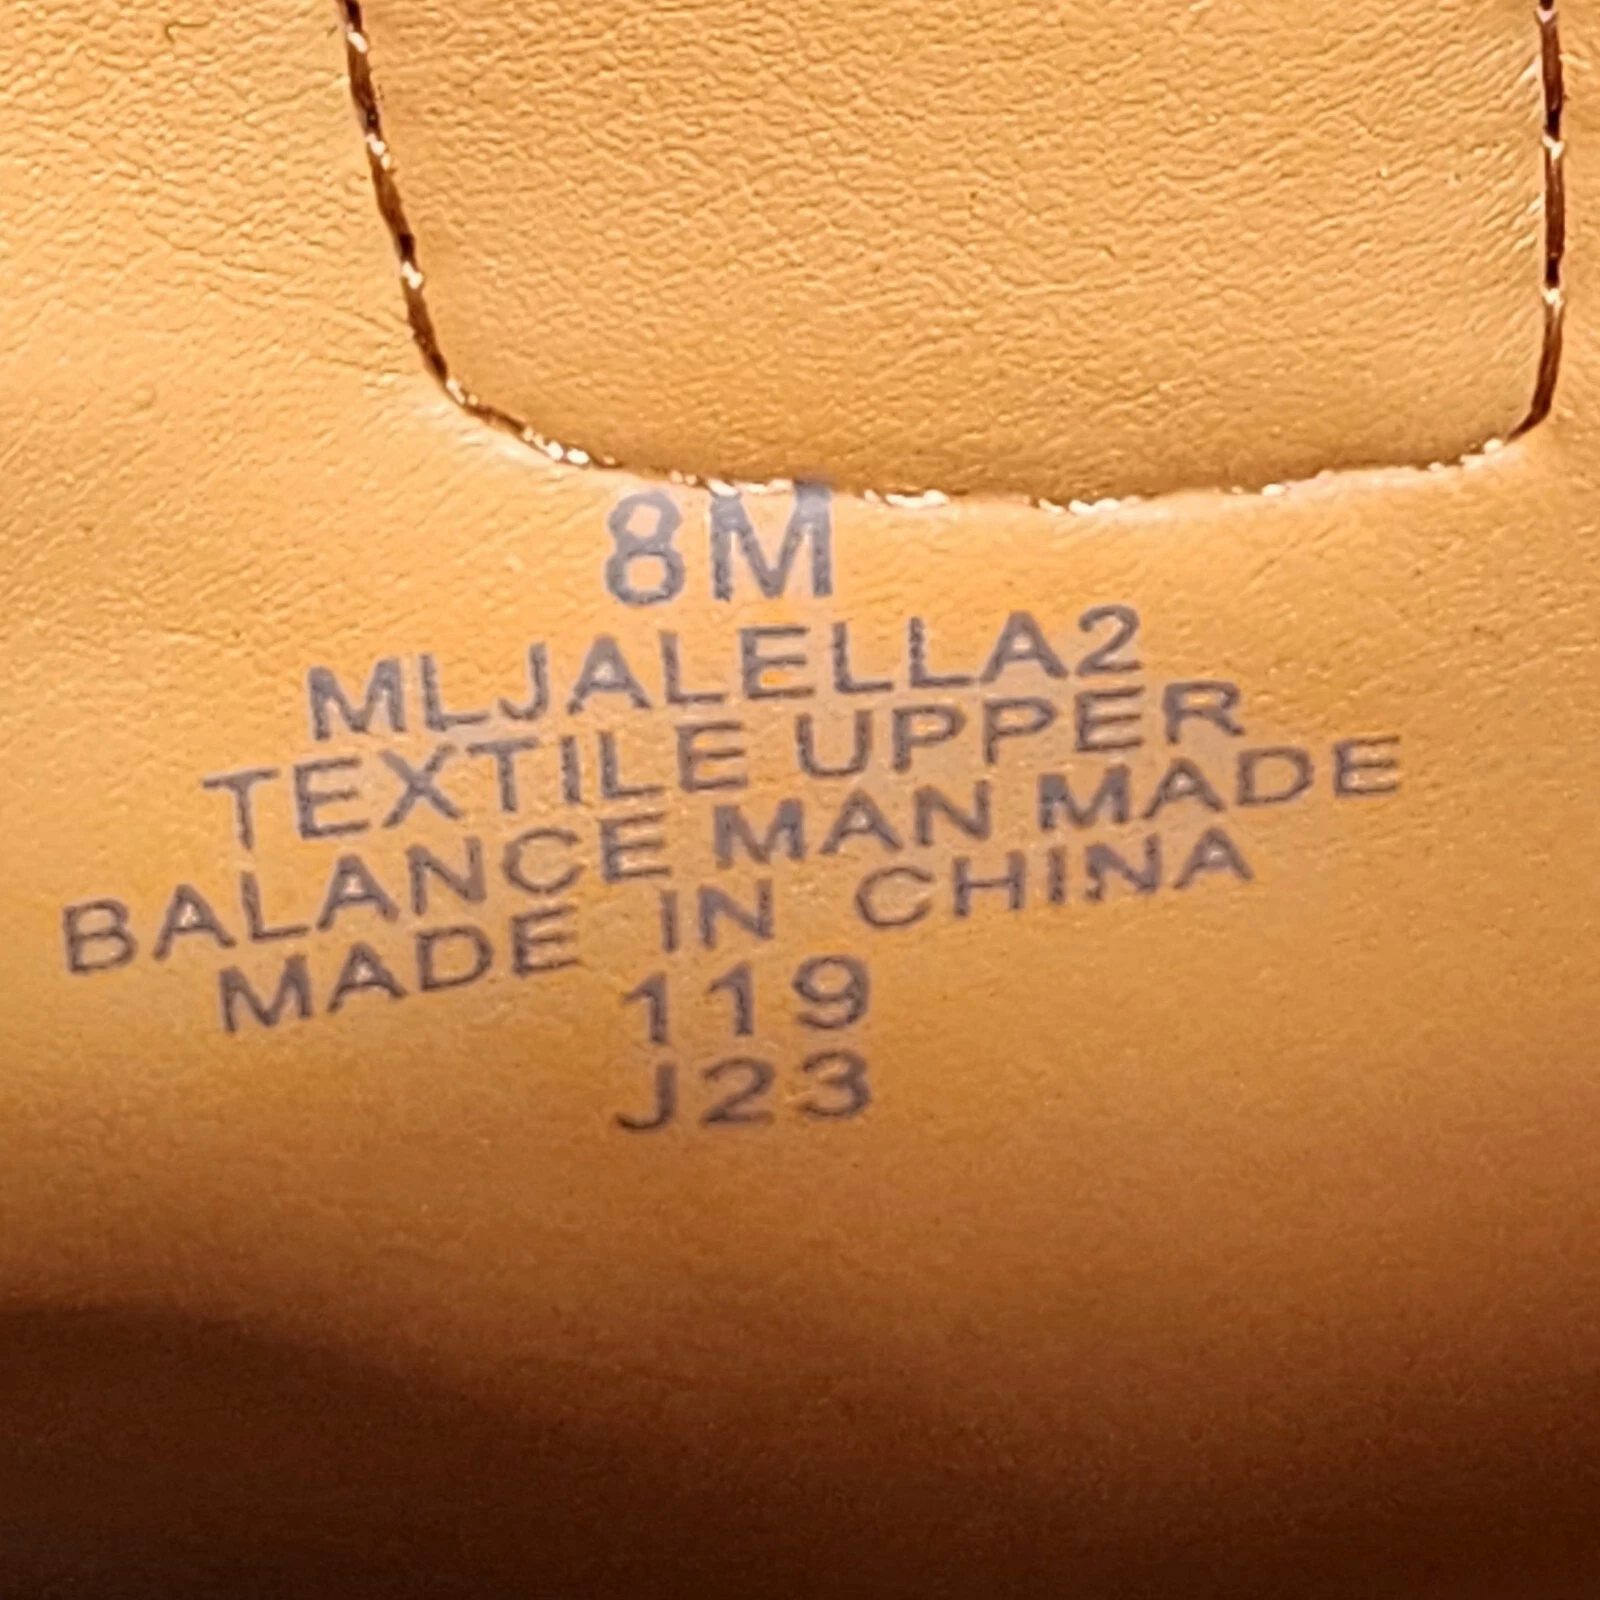 8M
MLJALELLA2
TEXTILE UPPER
BALANCE MAN MADE
MADE IN CHINA
119
J23